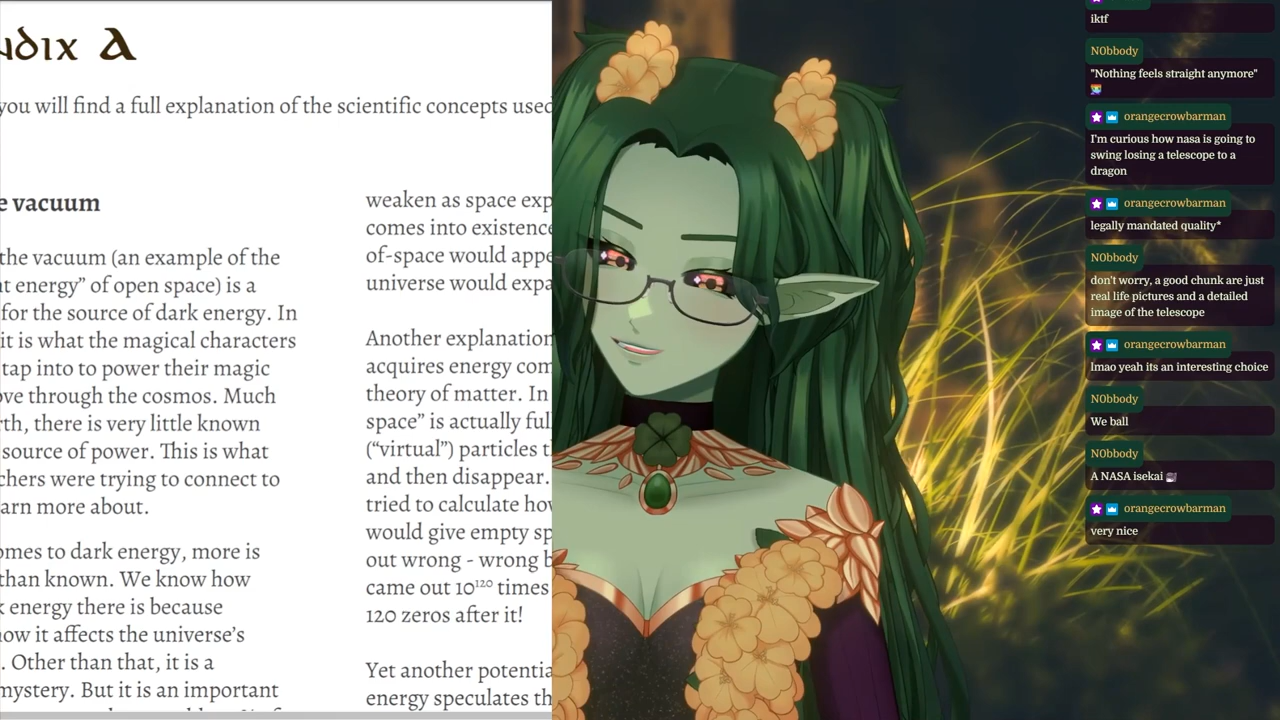 ndix A
you will find a full explanation of the scientific concepts used
e vacuum
the vacuum (an example of the
t energy” of open space) is a
for the source of dark energy. In
it is what the magical characters
tap into to power their magic
ove through the cosmos. Much
rth, there is very little known
source of power. This is what
chers were trying to connect to
arn more about.
omes to dark energy, more is
than known. We know how
k energy there is because
now it affects the universe’s
. Other than that, it is a
mystery. But it is an important
weaken as space exp
comes into existence
of-space would appe
universe would expa
Another explanation
acquires energy com
theory of matter. In
space” is actually ful
(“virtual”) particles t
and then disappear.
tried to calculate how
would give empty sp
out wrong - wrong b
came out 10¹²⁰ times
120 zeros after it!
Yet another potentia
energy speculates th
iktf
N0bbody
"Nothing feels straight anymore"
orangecrowbarman
I'm curious how nasa is going to
swing losing a telescope to a
dragon
orangecrowbarman
legally mandated quality*
N0bbody
don't worry, a good chunk are just
real life pictures and a detailed
image of the telescope
orangecrowbarman
lmao yeah its an interesting choice
N0bbody
We ball
N0bbody
A NASA isekai
orangecrowbarman
very nice